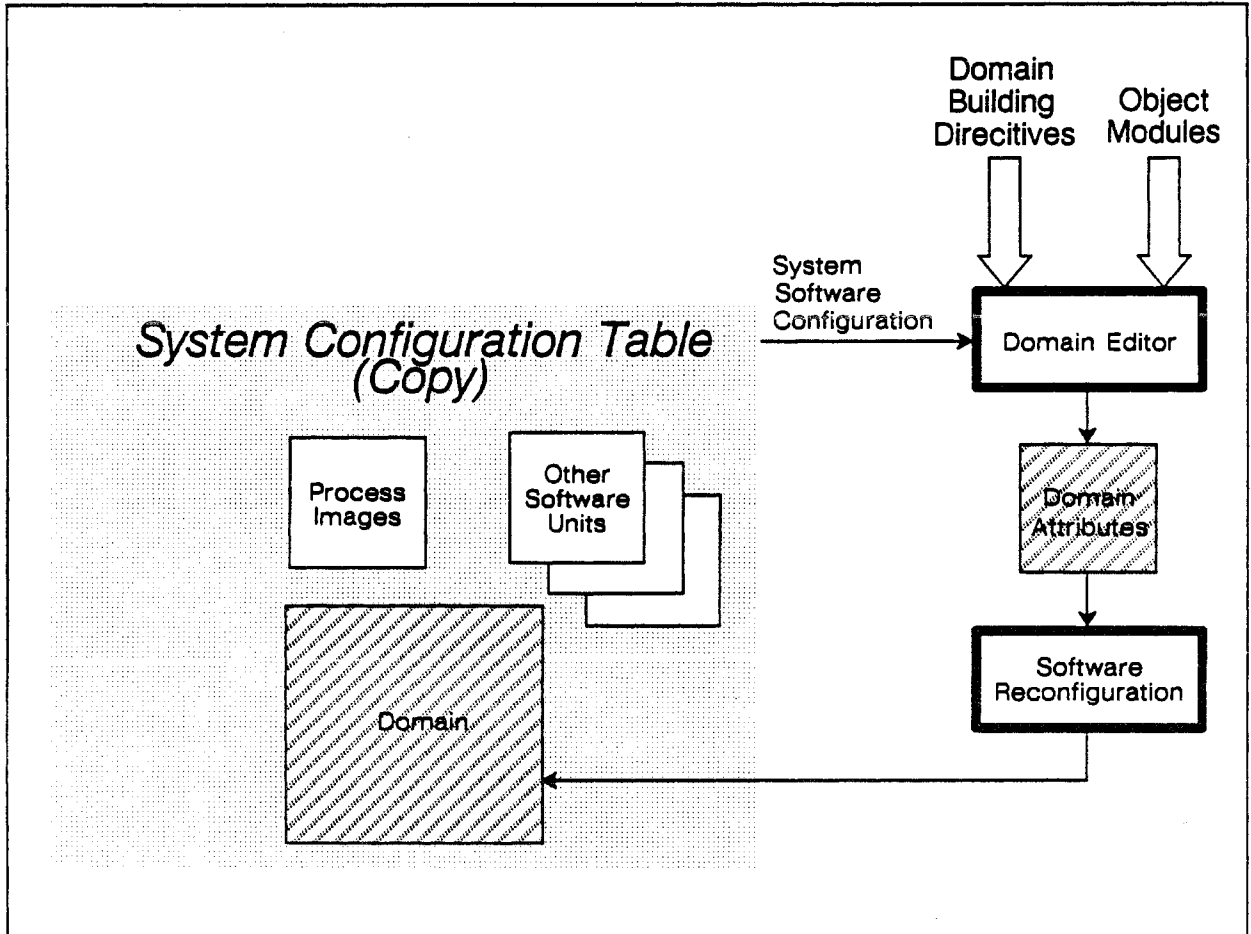 Domain
Building
Direcitives
Object
Modules
System
Software
Configuration
Domain Editor
System Configuration Table
(Copy)
Process
Images
Other
Software
Units
Domain
Attributes
Software
Reconfiguration
Domain